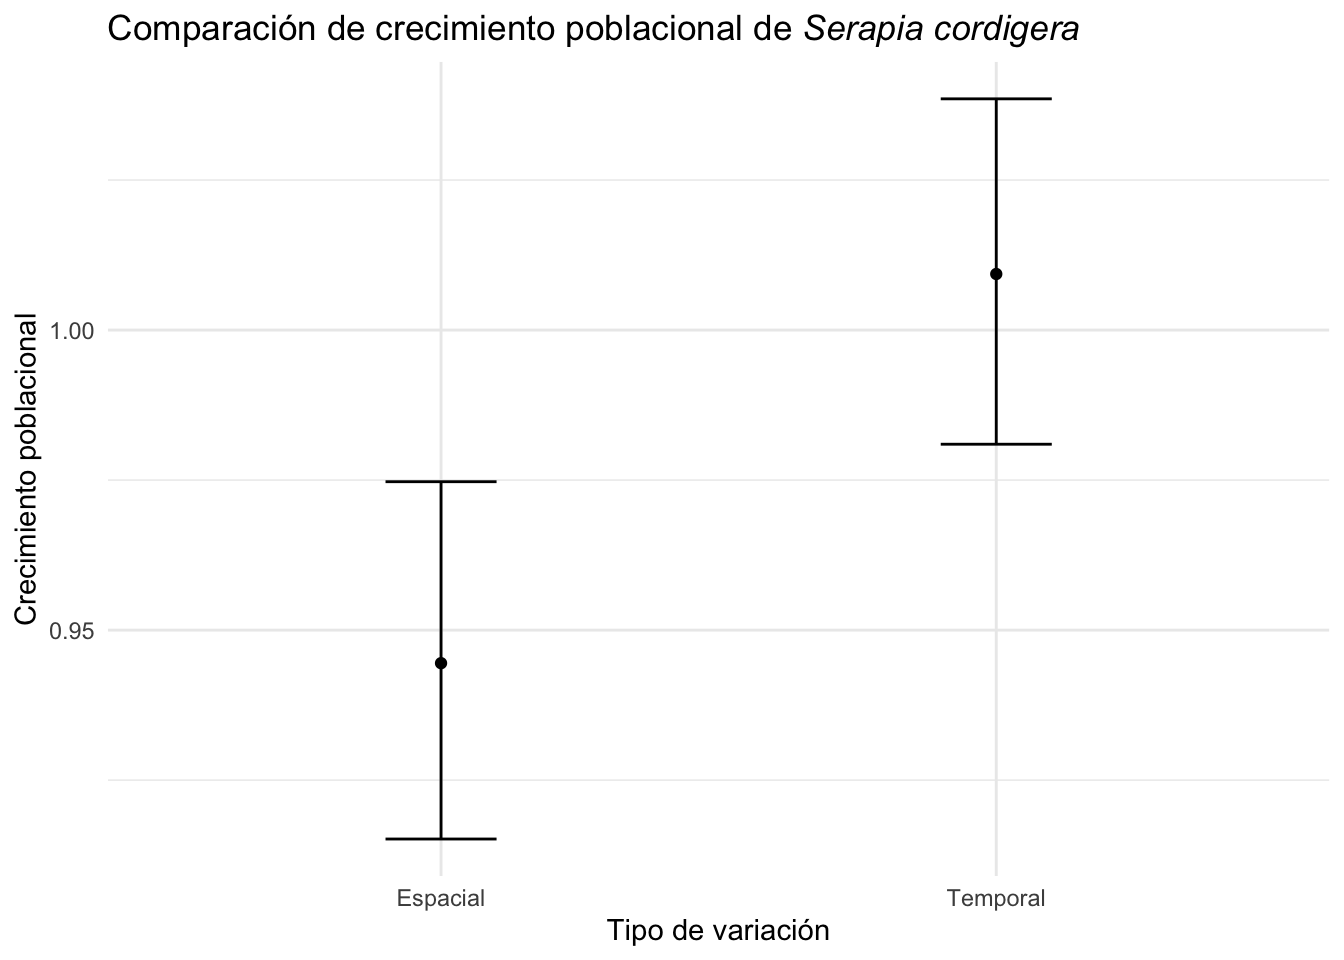 Comparación de crecimiento poblacional de Serapia cordigera
Crecimiento poblacional
1.00
0.95
Espacial
Temporal
Tipo de variación